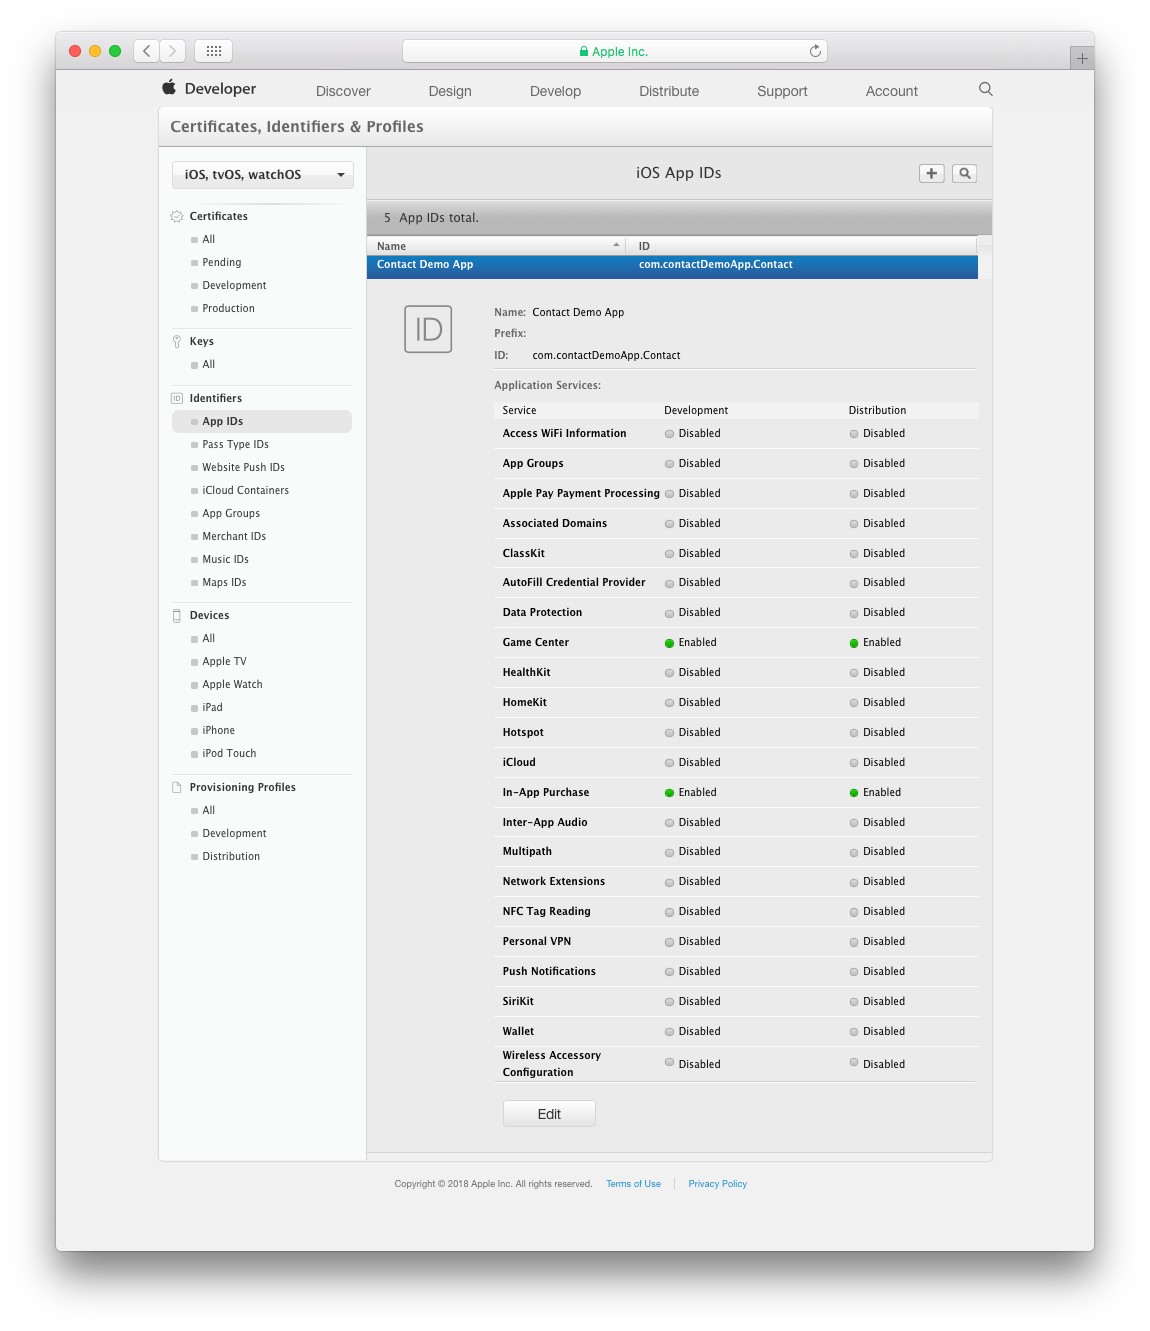 Apple Inc.
Developer
Discover
Design
Develop
Distribute
Support
Account
Certificates, Identifiers & Profiles
iOS, tvOS, watchOS
Certificates
All
Pending
Development
Production
Keys
All
ID Identifiers
App IDs
Pass Type IDs
Website Push IDs
iCloud Containers
App Groups
Merchant IDs
Music IDs
Maps IDs
Devices
All
Apple TV
Apple Watch
iPad
iPhone
iPod Touch
Provisioning Profiles
All
Development
Distribution
iOS App IDs
5 App IDs total.
Name ID
Contact Demo App com.contactDemoApp.Contact
ID
Name: Contact Demo App
Prefix:
ID: com.contactDemoApp.Contact
Application Services:
Service Development Distribution
Access WiFi Information Disabled Disabled
App Groups Disabled Disabled
Apple Pay Payment Processing Disabled Disabled
Associated Domains Disabled Disabled
ClassKit Disabled Disabled
AutoFill Credential Provider Disabled Disabled
Data Protection Disabled Disabled
Game Center Enabled Enabled
HealthKit Disabled Disabled
HomeKit Disabled Disabled
Hotspot Disabled Disabled
iCloud Disabled Disabled
In-App Purchase Enabled Enabled
Inter-App Audio Disabled Disabled
Multipath Disabled Disabled
Network Extensions Disabled Disabled
NFC Tag Reading Disabled Disabled
Personal VPN Disabled Disabled
Push Notifications Disabled Disabled
SiriKit Disabled Disabled
Wallet Disabled Disabled
Wireless Accessory
Configuration Disabled Disabled
Edit
Copyright © 2018 Apple Inc. All rights reserved. Terms of Use Privacy Policy